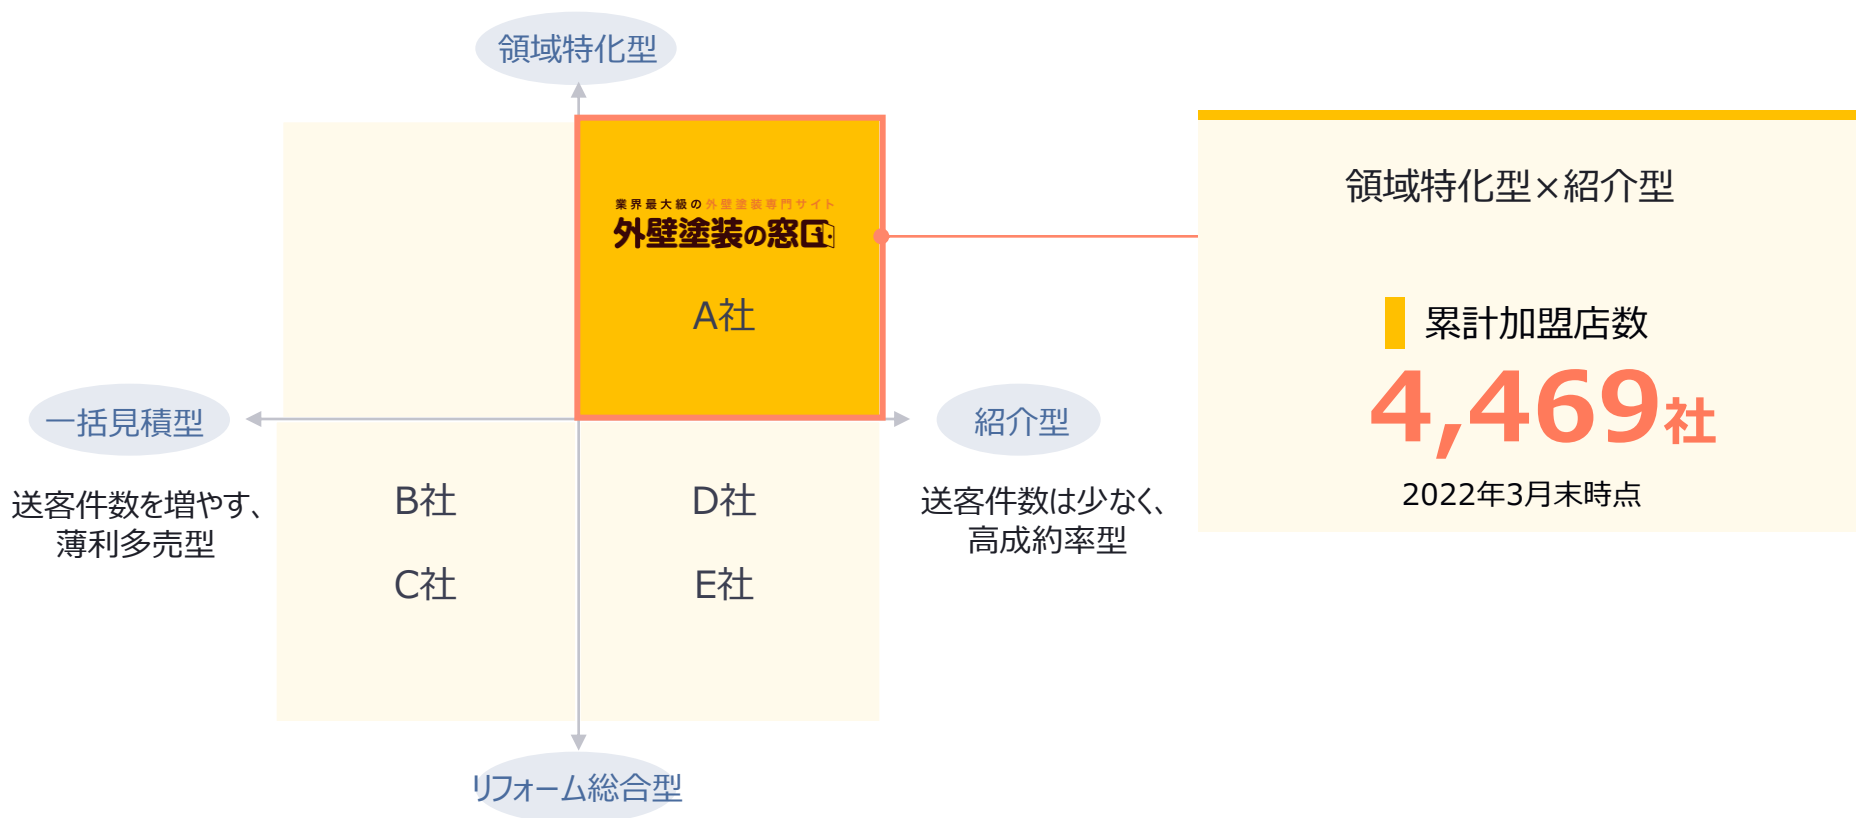 領域特化型
業界最大級の外壁塗装専門サイト
外壁塗装の窓口
A社
一括見積型
送客件数を増やす、
薄利多売型
紹介型
送客件数は少なく、
高成約率型
B社
D社
C社
E社
リフォーム総合型
領域特化型×紹介型
累計加盟店数
4,469社
2022年3月末時点